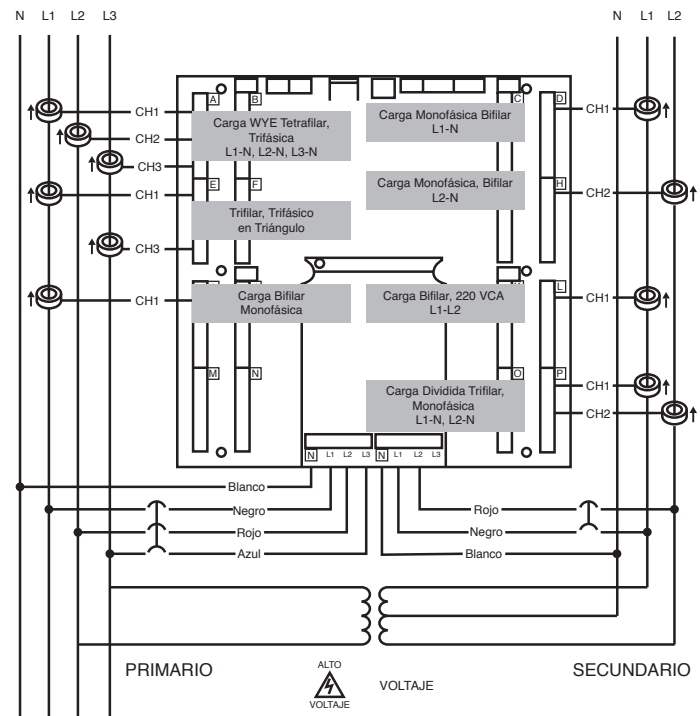 N L1 L2 L3
N L1 L2
A
B
C
D
CH1
CH2
CH3
Carga WYE Tetrafilar,
Trifásica
L1-N, L2-N, L3-N
Carga Monofásica Bifilar
L1-N
CH1
E
F
H
CH1
CH3
Trifilar, Trifásico
en Triángulo
Carga Monofásica, Bifilar
L2-N
CH2
CH1
Carga Bifilar
Monofásica
Carga Bifilar, 220 VCA
L1-L2
L
CH1
M
N
O
P
Carga Dividida Trifilar,
Monofásica
L1-N, L2-N
CH1
CH2
N L1 L2 L3 N L1 L2 L3
Blanco
Negro
Rojo
Azul
Rojo
Negro
Blanco
PRIMARIO
ALTO
VOLTAJE
VOLTAJE
SECUNDARIO